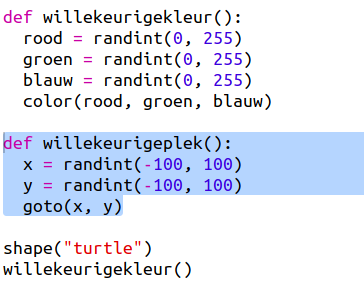 def willekeurigekleur():
  rood = randint(0, 255)
  groen = randint(0, 255)
  blauw = randint(0, 255)
  color(rood, groen, blauw)

def willekeurigeplek():
  x = randint(-100, 100)
  y = randint(-100, 100)
  goto(x, y)

shape("turtle")
willekeurigekleur()